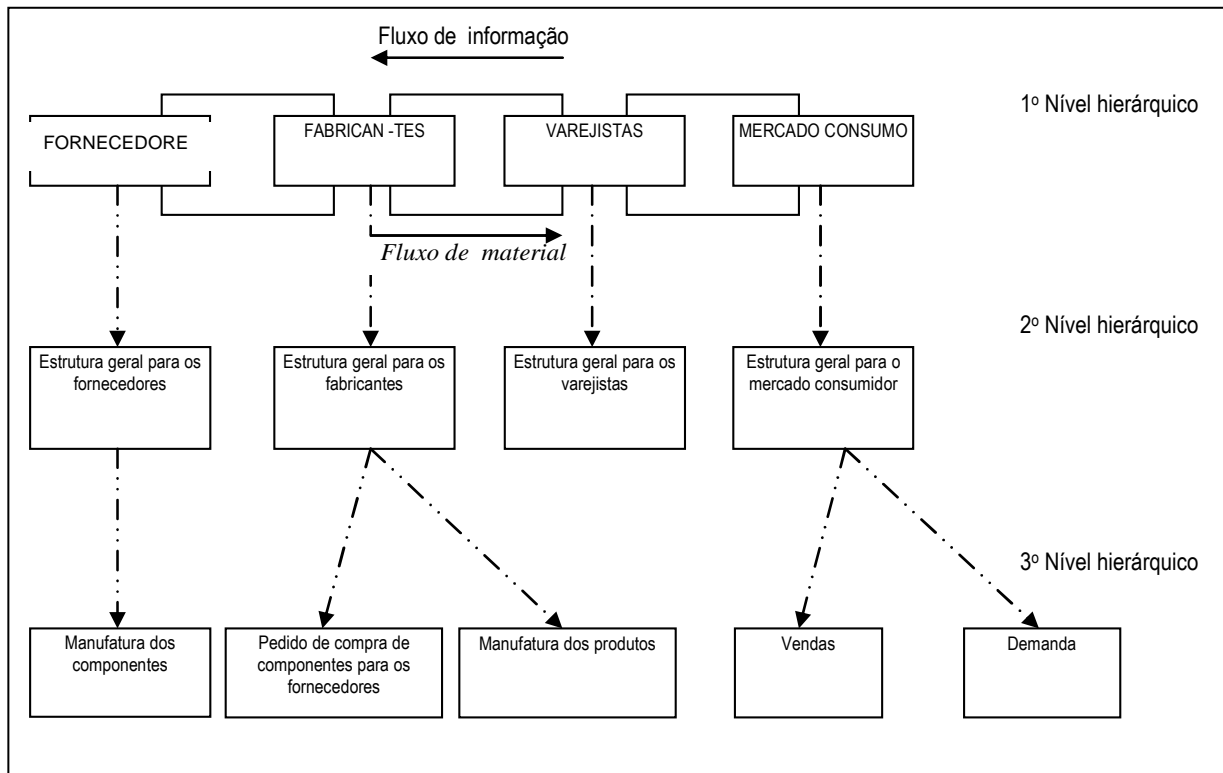 Fluxo de informação
1º Nível hierárquico
FORNECEDORE
FABRICAN -TES
VAREJISTAS
MERCADO CONSUMO
Fluxo de material
2º Nível hierárquico
Estrutura geral para os
fornecedores
Estrutura geral para os
fabricantes
Estrutura geral para os
varejistas
Estrutura geral para o
mercado consumidor
3º Nível hierárquico
Manufatura dos
componentes
Pedido de compra de
componentes para os
fornecedores
Manufatura dos produtos
Vendas
Demanda